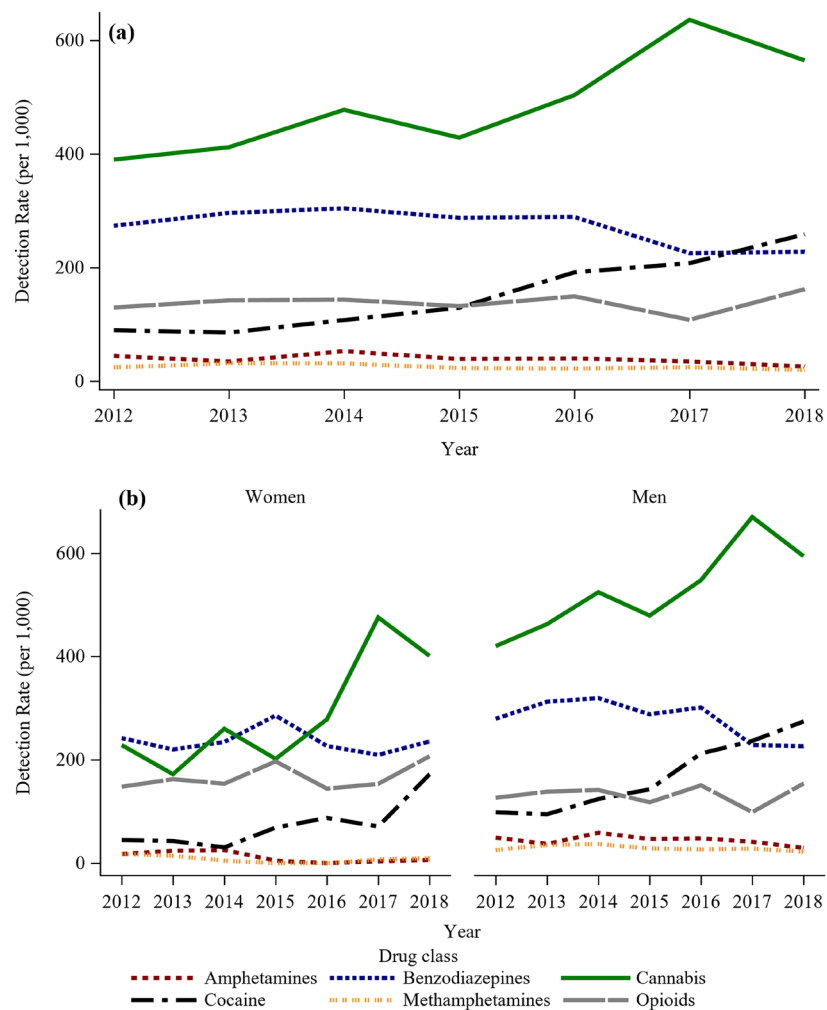 (a)
600
400
200
0
Detection Rate (per 1,000)
2012 2013 2014 2015 2016 2017 2018
Year
(b) Women Men
600
400
200
0
Detection Rate (per 1,000)
2012 2013 2014 2015 2016 2017 2018 2012 2013 2014 2015 2016 2017 2018
Year
Drug class
Amphetamines Benzodiazepines Cannabis
Cocaine Methamphetamines Opioids